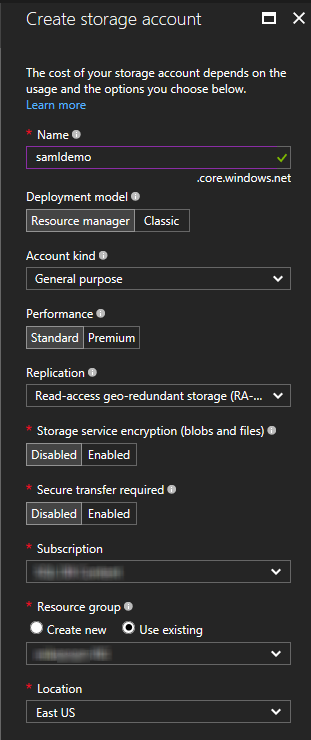 Create storage account
The cost of your storage account depends on the
usage and the options you choose below.
Learn more
* Name
samldemo
.core.windows.net
Deployment model
Resource manager Classic
Account kind
General purpose
Performance
Standard Premium
Replication
Read-access geo-redundant storage (RA-...
* Storage service encryption (blobs and files)
Disabled Enabled
* Secure transfer required
Disabled Enabled
* Subscription
* Resource group
Create new Use existing
* Location
East US